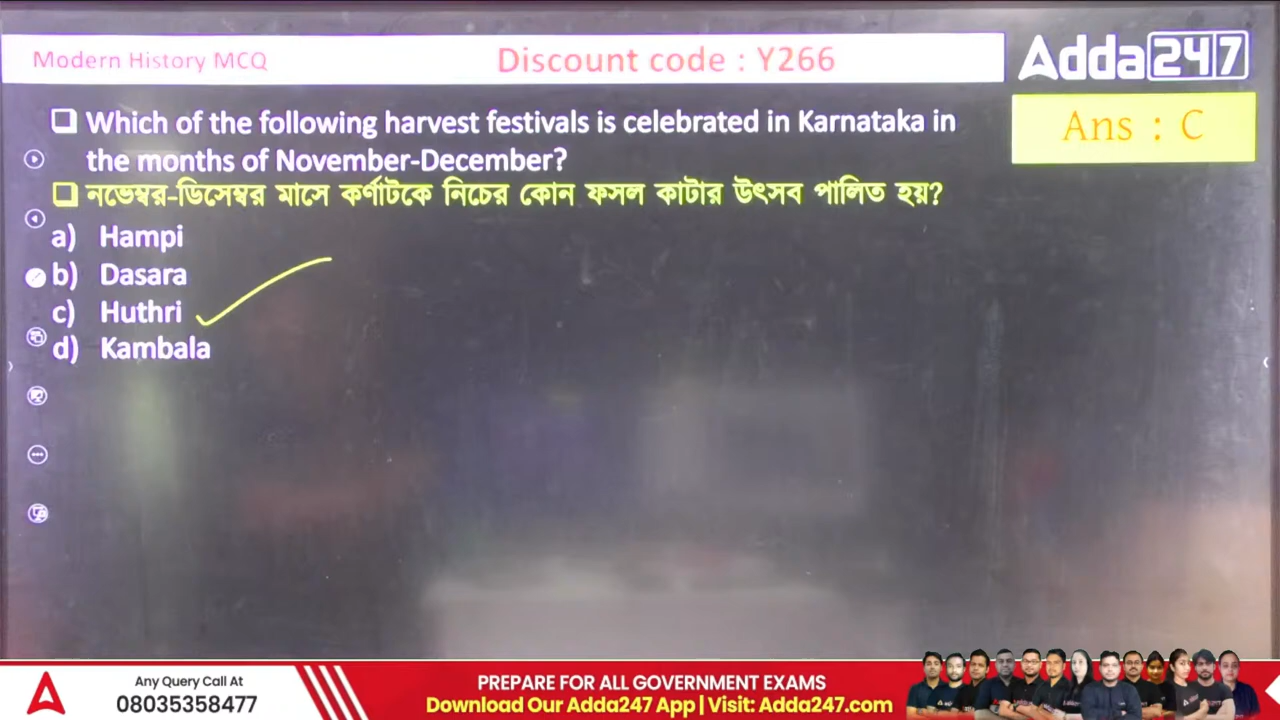 Modern History MCQ
Discount code : Y266
Adda247
Ans : C
Which of the following harvest festivals is celebrated in Karnataka in
the months of November-December?
নভেম্বর-ডিসেম্বর মাসে কর্ণাটকে নিচের কোন ফসল কাটার উৎসব পালিত হয়?
a) Hampi
b) Dasara
c) Huthri
d) Kambala
Any Query Call At
08035358477
PREPARE FOR ALL GOVERNMENT EXAMS
Download Our Adda247 App | Visit: Adda247.com